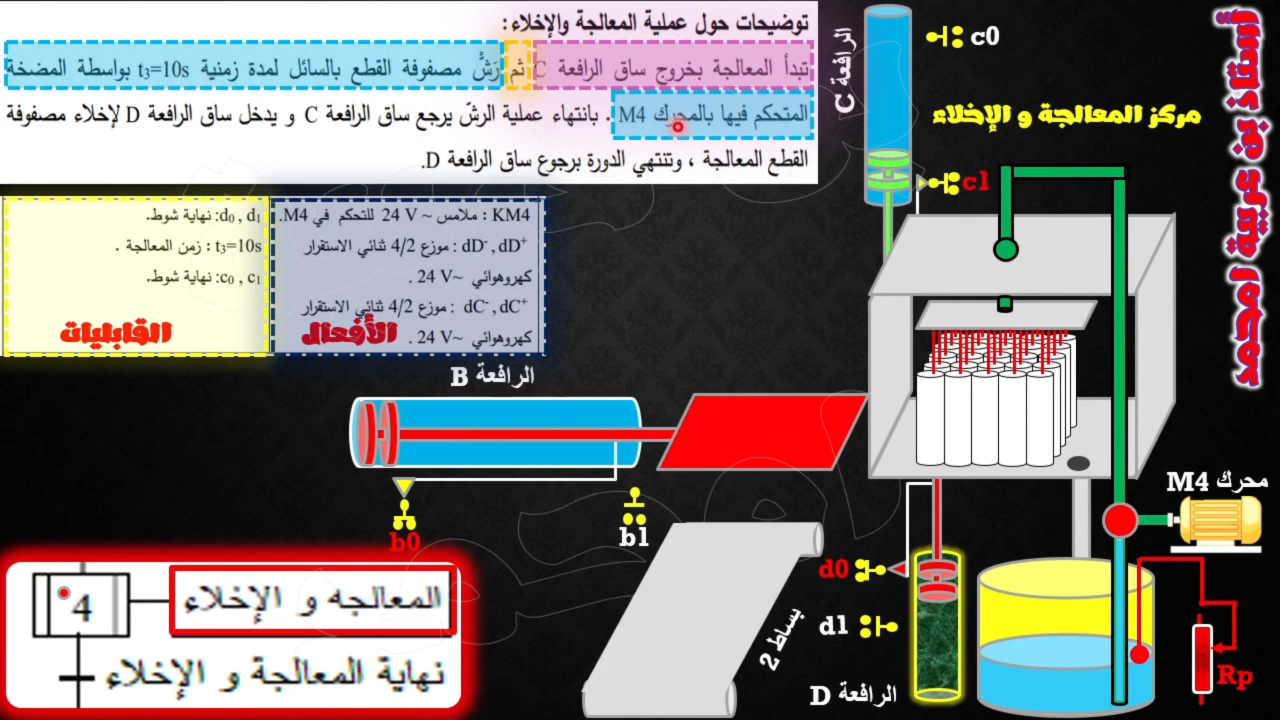 توضيحات حول عملية المعالجة والإخلاء:
تبدأ المعالجة بخروج ساق الرافعة C ثم رَشُّ مصفوفة القطع بالسائل لمدة زمنية t₃=10s بواسطة المضخة
المتحكم فيها بالمحرك M4 . بانتهاء عملية الرشّ يرجع ساق الرافعة C و يدخل ساق الرافعة D لإخلاء مصفوفة
القطع المعالجة ، وتنتهي الدورة برجوع ساق الرافعة D.
KM4 : ملامس ~ 24 V للتحكم في M4.
dD⁻ , dD⁺ : موزع 4/2 ثنائي الاستقرار
كهروهوائي ~24 V .
dC⁻ , dC⁺ : موزع 4/2 ثنائي الاستقرار
كهروهوائي ~24 V .
الأفعال
d₀ , d₁: نهاية شوط.
t₃=10s : زمن المعالجة .
c₀ , c₁: نهاية شوط.
القابليات
الرافعة C
c0
c1
مركز المعالجة و الإخلاء
أستاذ بن عربية امحمد
الرافعة B
b0
b1
بساط 2
d0
d1
الرافعة D
محرك M4
Rp
4
المعالجه و الإخلاء
نهاية المعالجة و الإخلاء